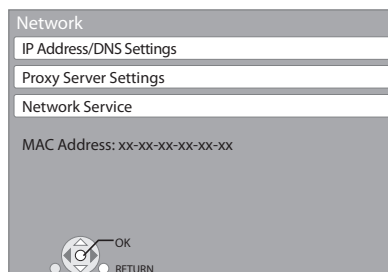 Network
IP Address/DNS Settings
Proxy Server Settings
Network Service
MAC Address: xx-xx-xx-xx-xx-xx
OK
RETURN